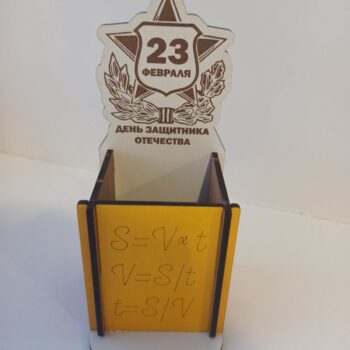 23
ФЕВРАЛЯ
ДЕНЬ ЗАЩИТНИКА
ОТЕЧЕСТВА
S=V×t
V=S/t
t=S/V